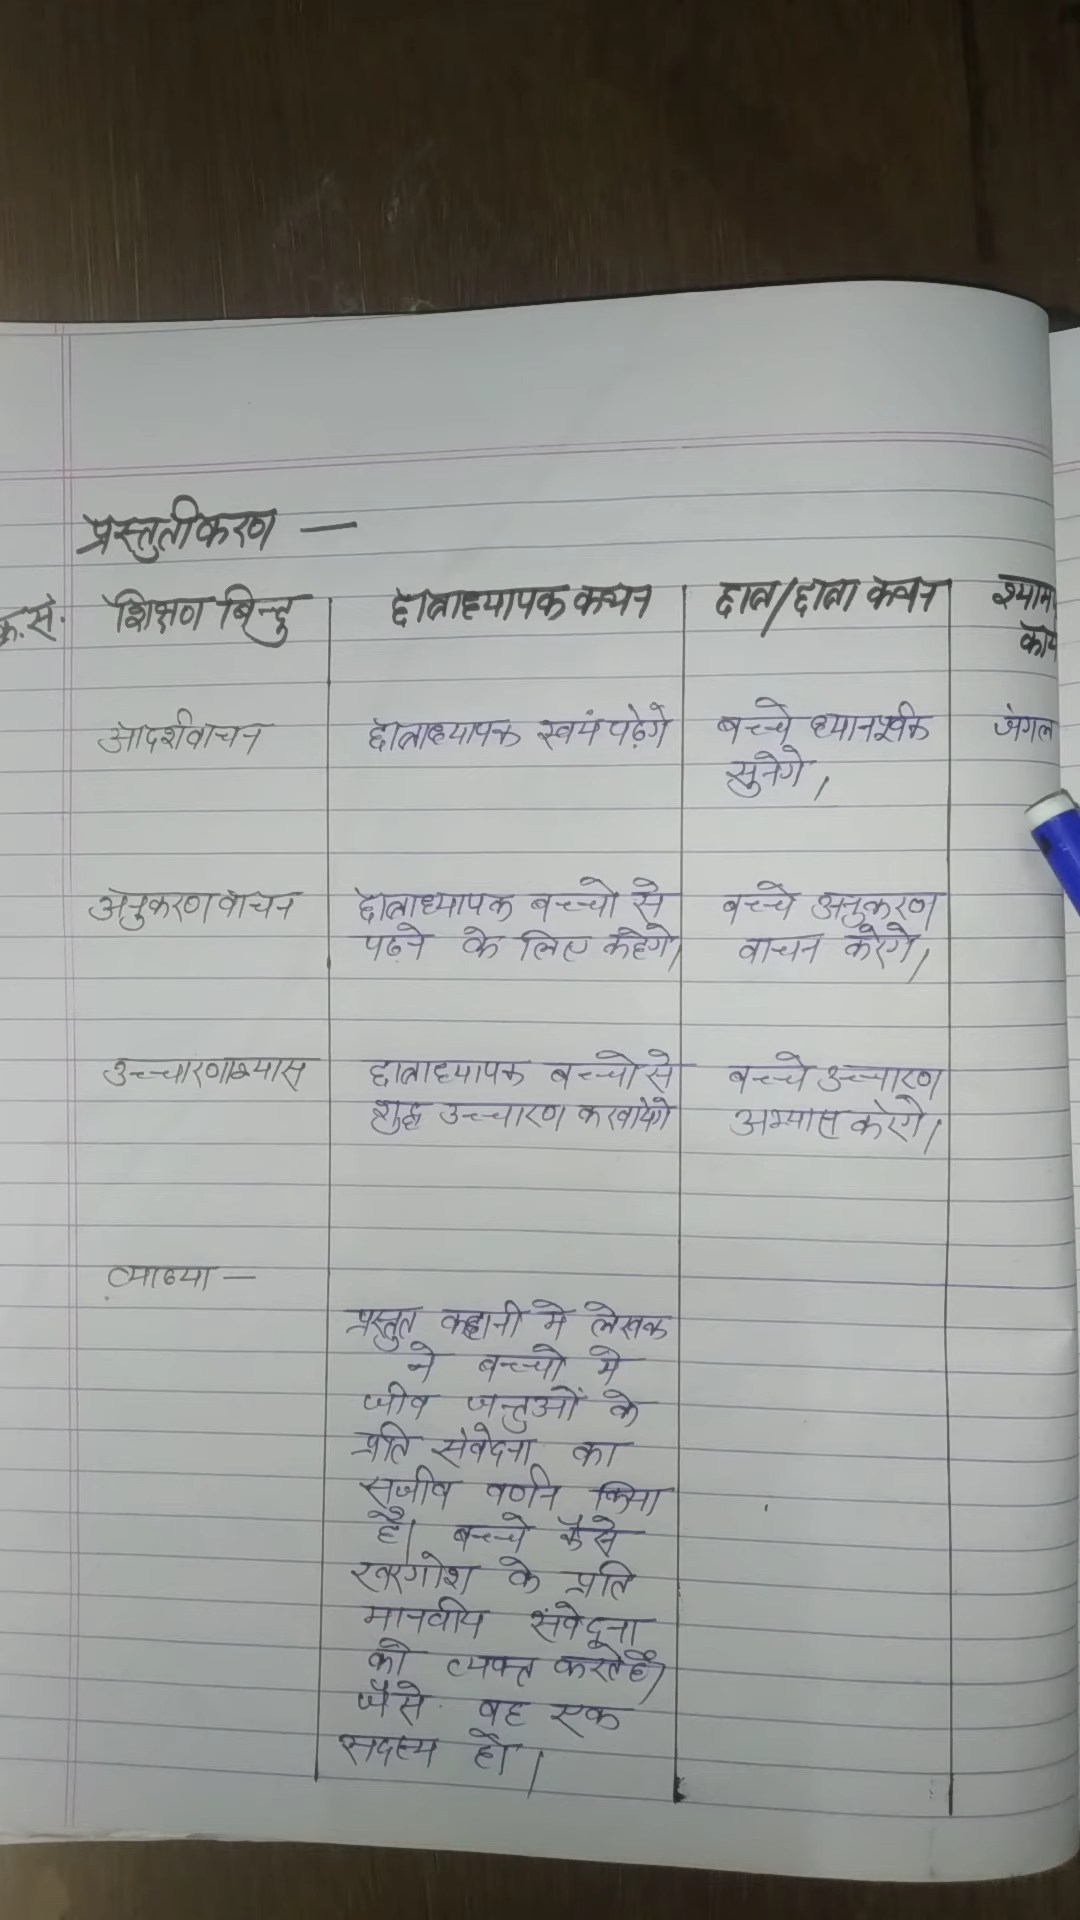 प्रस्तुतीकरण —
क्र.सं. शिक्षण बिन्दु छात्राध्यापक कथन छात्र/छात्रा कथन श्याम
कार्य
आदर्शवाचन छात्राध्यापक स्वयं पढ़ेगे बच्चे ध्यानपूर्वक जंगल
सुनेगे।
अनुकरण वाचन छात्राध्यापक बच्चो से बच्चे अनुकरण
पढ़ने के लिए कहेगे। वाचन करेगे।
उच्चारणाभ्यास छात्राध्यापक बच्चो से बच्चे उच्चारण
शुद्ध उच्चारण करवायेगे अभ्यास करेगे।
व्याख्या —
प्रस्तुत कहानी मे लेखक
ने बच्चो मे
जीव जन्तुओं के
प्रति संवेदना का
सजीव वर्णन किया
है। बच्चे कैसे
खरगोश के प्रति
मानवीय संवेदना
को व्यक्त करते है।
जैसे वह एक
सदस्य हो।